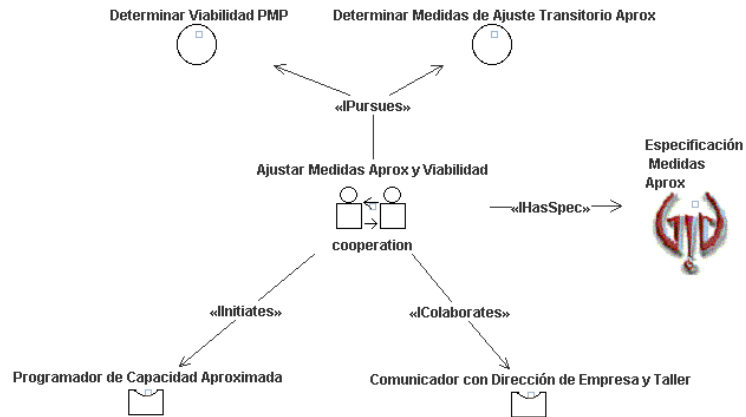 Determinar Viabilidad PMP
Determinar Medidas de Ajuste Transitorio Aprox
«IPursues»
Especificación
Medidas
Aprox
Ajustar Medidas Aprox y Viabilidad
«IHasSpec»
cooperation
«IInitiates»
«IColaborates»
Programador de Capacidad Aproximada
Comunicador con Dirección de Empresa y Taller